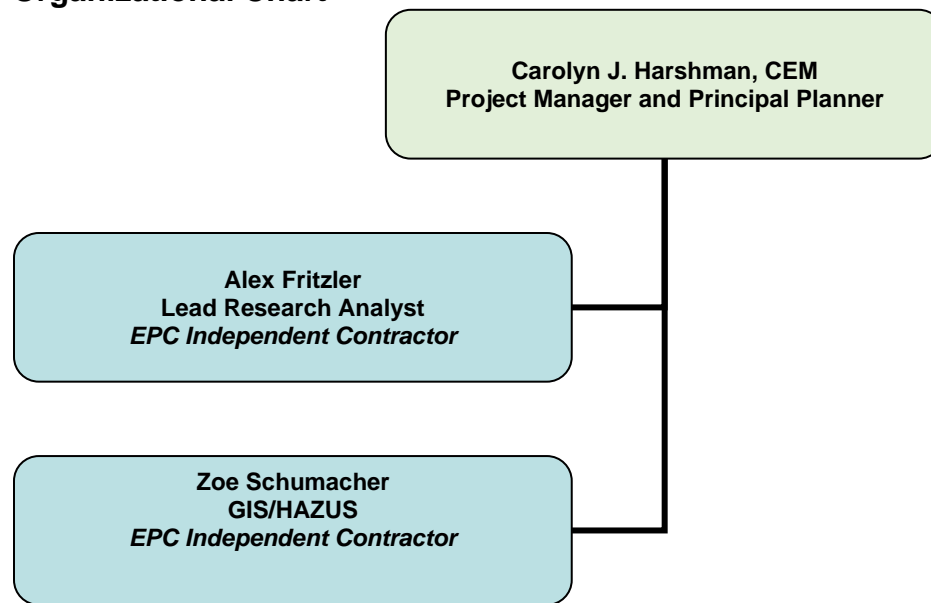 Organizational Chart
Carolyn J. Harshman, CEM
Project Manager and Principal Planner
Alex Fritzler
Lead Research Analyst
EPC Independent Contractor
Zoe Schumacher
GIS/HAZUS
EPC Independent Contractor